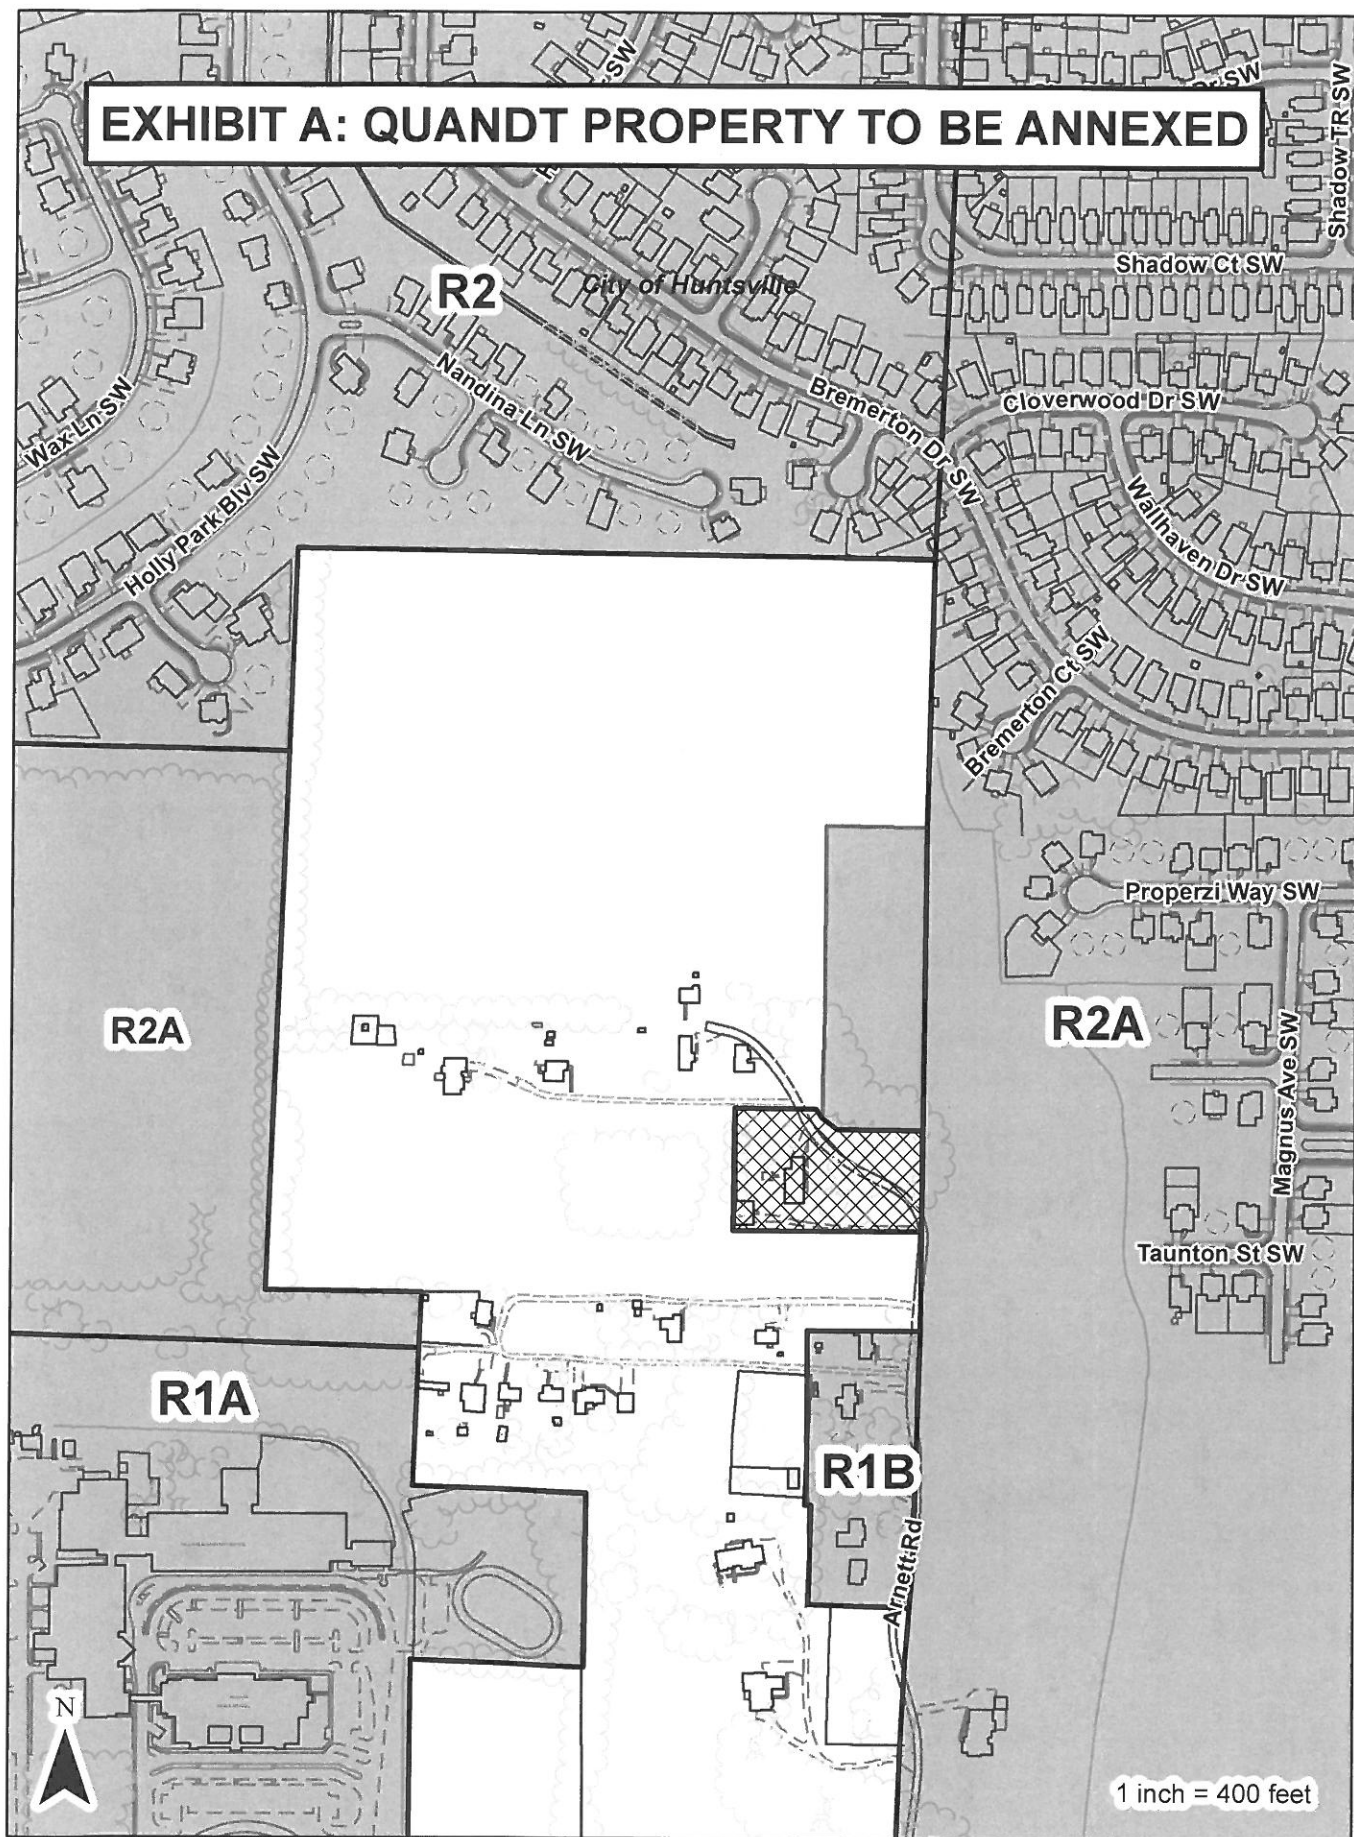 Dr SW
Shadow TR SW
EXHIBIT A: QUANDT PROPERTY TO BE ANNEXED
Shadow Ct SW
R2
City of Huntsville
Nandina Ln SW
Bremerton Dr SW
Cloverwood Dr SW
Wax Ln SW
Holly Park Blv SW
Wallhaven Dr SW
Bremerton Ct SW
Properzi Way SW
R2A
R2A
Magnus Ave SW
Taunton St SW
R1A
R1B
Arnett Rd
N
1 inch = 400 feet